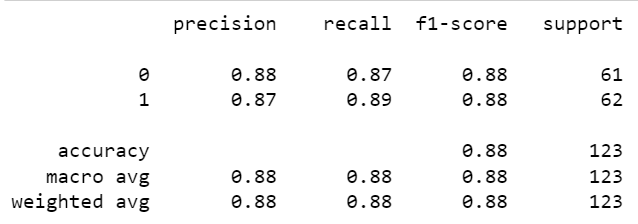 precision recall f1-score support
0 0.88 0.87 0.88 61
1 0.87 0.89 0.88 62
accuracy 0.88 123
macro avg 0.88 0.88 0.88 123
weighted avg 0.88 0.88 0.88 123